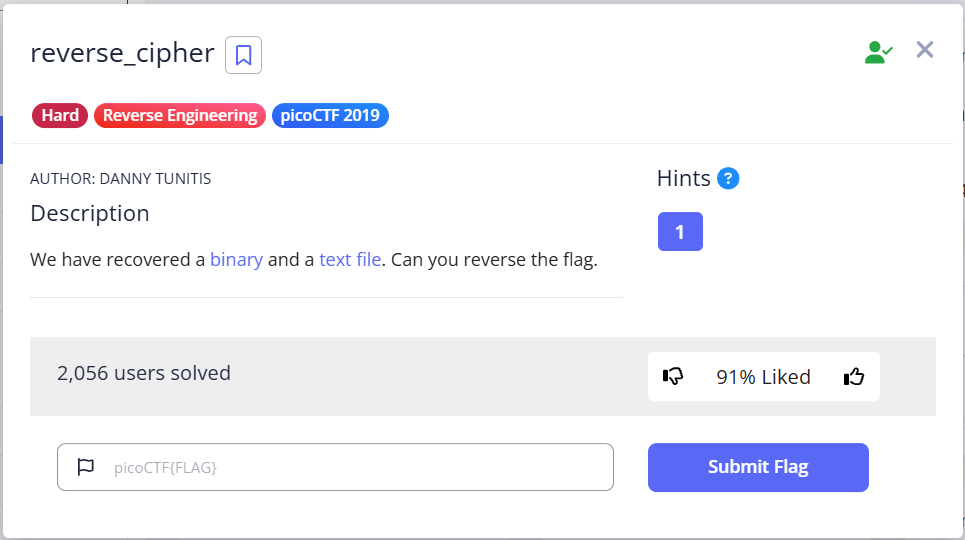 reverse_cipher
Hard Reverse Engineering picoCTF 2019
AUTHOR: DANNY TUNITIS
Hints ?
Description
1
We have recovered a binary and a text file. Can you reverse the flag.
2,056 users solved
91% Liked
picoCTF{FLAG}
Submit Flag